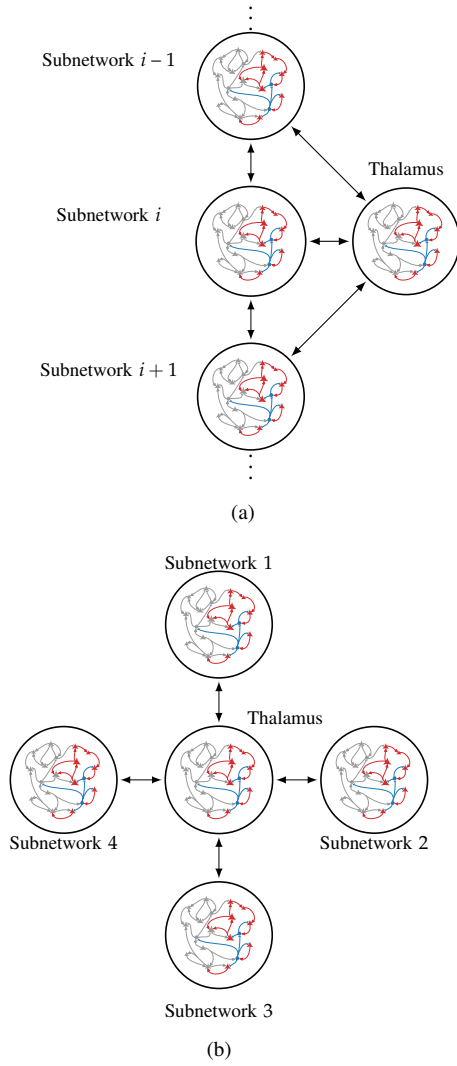 Subnetwork i − 1
Thalamus
Subnetwork i
Subnetwork i + 1
(a)
Subnetwork 1
Thalamus
Subnetwork 4
Subnetwork 2
Subnetwork 3
(b)